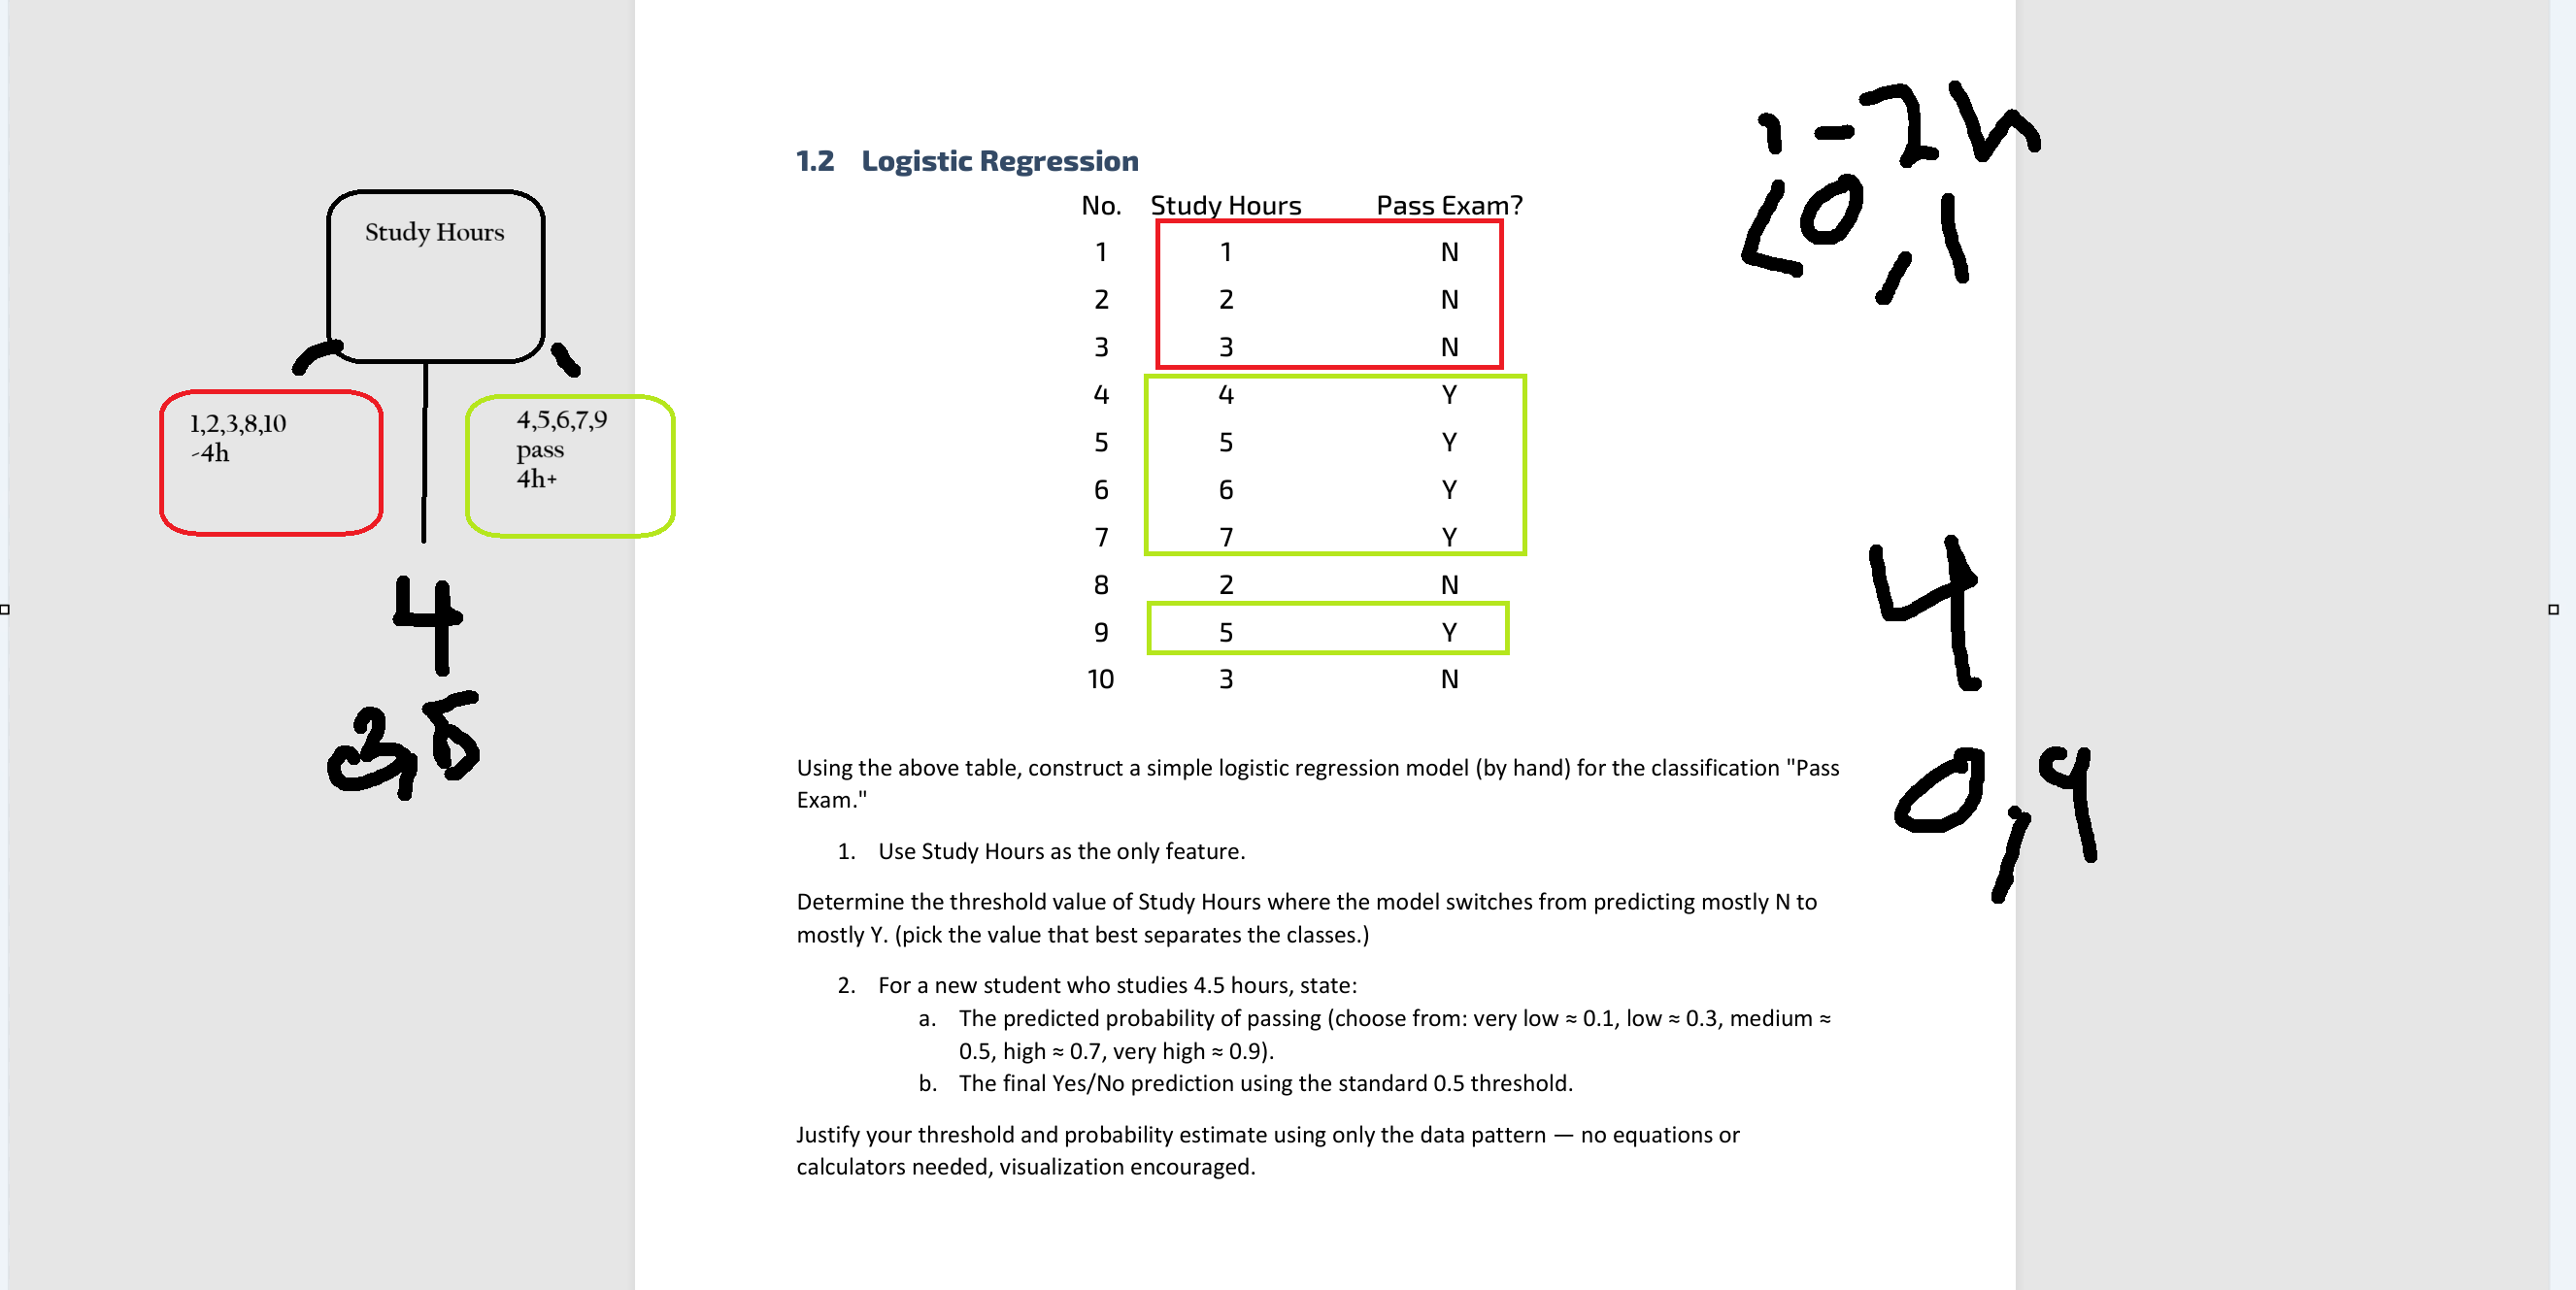 1.2 Logistic Regression
No. Study Hours Pass Exam?
1 1 N
2 2 N
3 3 N
4 4 Y
5 5 Y
6 6 Y
7 7 Y
8 2 N
9 5 Y
10 3 N
Using the above table, construct a simple logistic regression model (by hand) for the classification "Pass
Exam."
1. Use Study Hours as the only feature.
Determine the threshold value of Study Hours where the model switches from predicting mostly N to
mostly Y. (pick the value that best separates the classes.)
2. For a new student who studies 4.5 hours, state:
a. The predicted probability of passing (choose from: very low ≈ 0.1, low ≈ 0.3, medium ≈
0.5, high ≈ 0.7, very high ≈ 0.9).
b. The final Yes/No prediction using the standard 0.5 threshold.
Justify your threshold and probability estimate using only the data pattern — no equations or
calculators needed, visualization encouraged.
Study Hours
1,2,3,8,10
-4h
4,5,6,7,9
pass
4h+
4
3,5
1-2h
<0,1
4
0,9